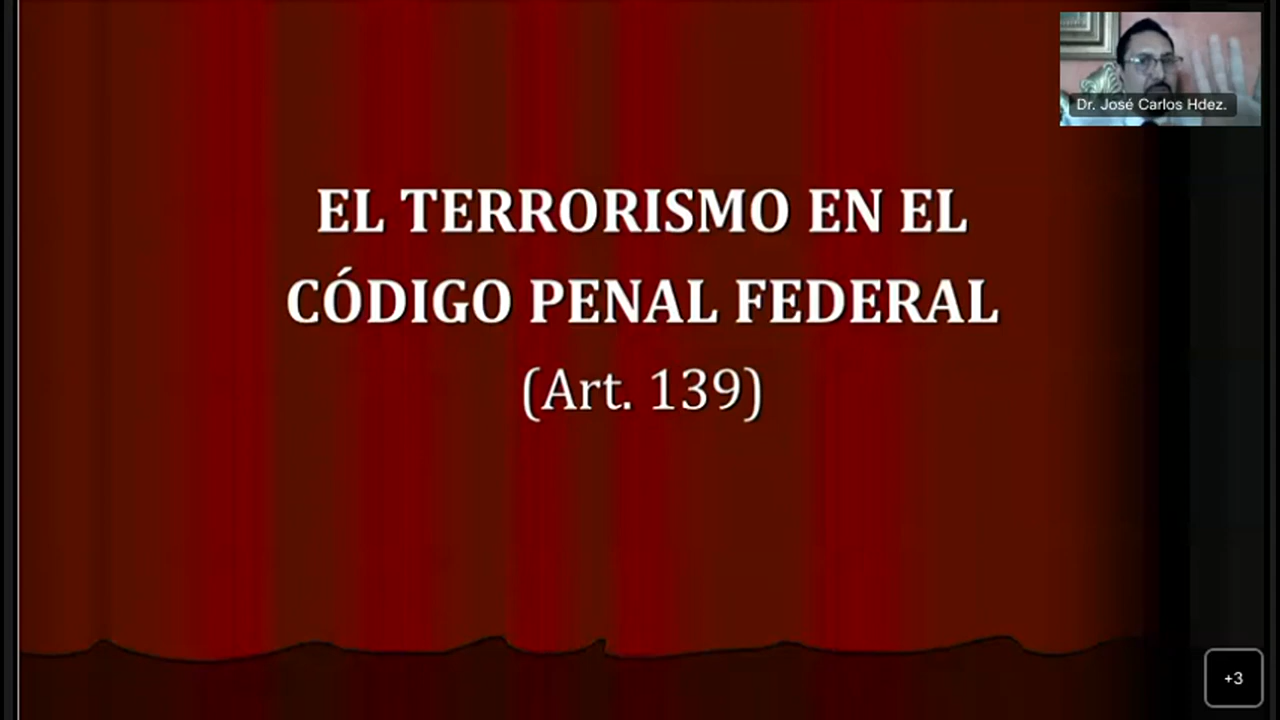 Dr. José Carlos Hdez.
EL TERRORISMO EN EL
CÓDIGO PENAL FEDERAL
(Art. 139)
+3